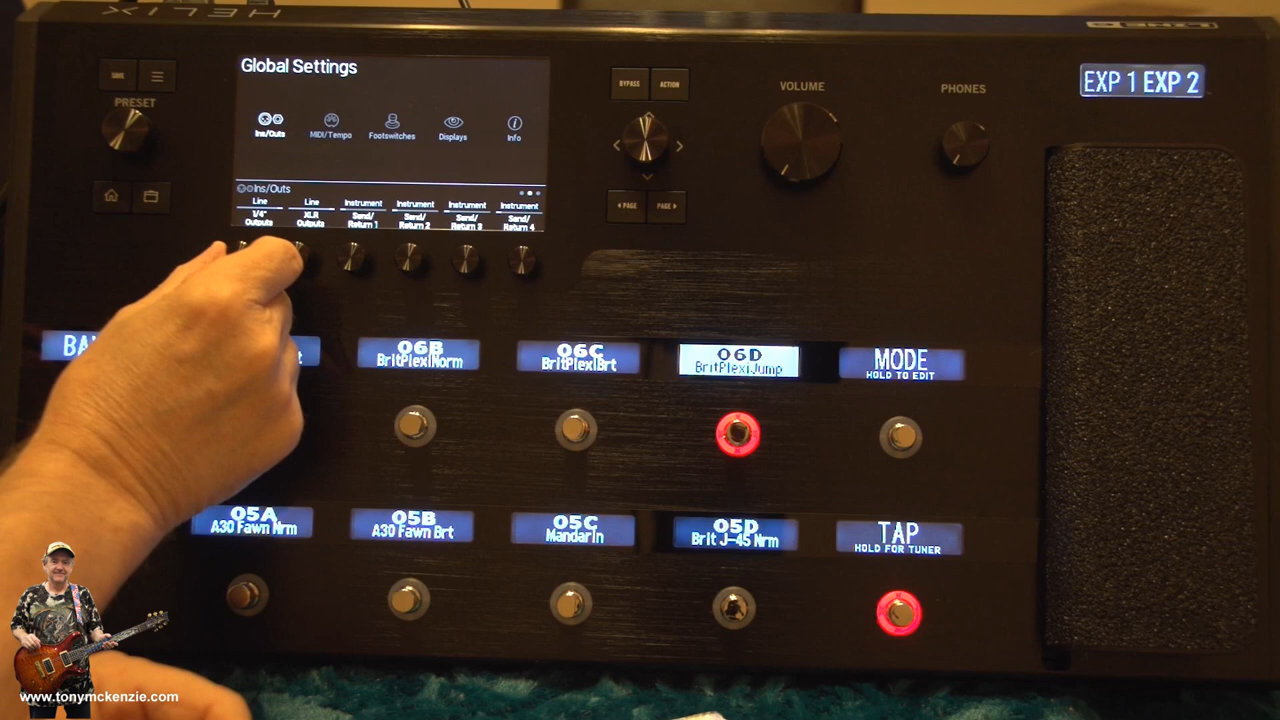 HELIX
LINE 6
Global Settings
SAVE
PRESET
Ins/Outs
MIDI/Tempo
Footswitches
Displays
Info
Ins/Outs
Line
Line
Instrument
Instrument
Instrument
Instrument
1/4" Outputs
XLR Outputs
Send/ Return 1
Send/ Return 2
Send/ Return 3
Send/ Return 4
BYPASS
ACTION
PAGE
PAGE
VOLUME
PHONES
EXP 1 EXP 2
06B
BritPlexiNorm
06C
BritPlexiBrt
06D
BritPlexiJump
MODE
HOLD TO EDIT
05A
A30 Fawn Nrm
05B
A30 Fawn Brt
05C
Mandarin
05D
Brit J-45 Nrm
TAP
HOLD FOR TUNER
www.tonymckenzie.com